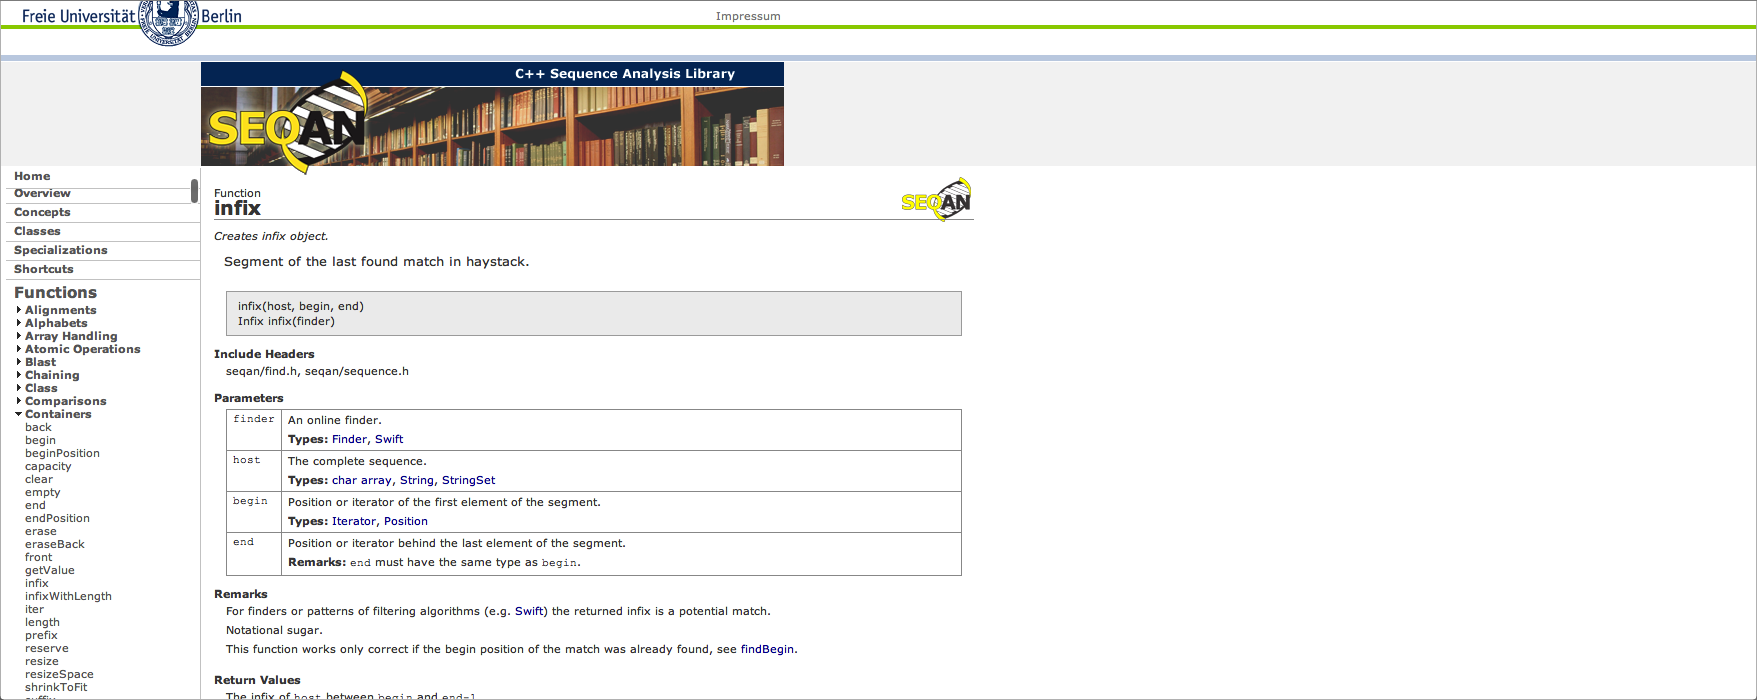 Freie Universität Berlin
Impressum
C++ Sequence Analysis Library
SEQAN
Home
Overview
Concepts
Classes
Specializations
Shortcuts
Functions
Alignments
Alphabets
Array Handling
Atomic Operations
Blast
Chaining
Class
Comparisons
Containers
back
begin
beginPosition
capacity
clear
empty
end
endPosition
erase
eraseBack
front
getValue
infix
infixWithLength
iter
length
prefix
reserve
resize
resizeSpace
shrinkToFit
suffix
Function
infix
SEQAN
Creates infix object.
Segment of the last found match in haystack.
infix(host, begin, end)
Infix infix(finder)
Include Headers
seqan/find.h, seqan/sequence.h
Parameters
finder An online finder.
Types: Finder, Swift
host The complete sequence.
Types: char array, String, StringSet
begin Position or iterator of the first element of the segment.
Types: Iterator, Position
end Position or iterator behind the last element of the segment.
Remarks: end must have the same type as begin.
Remarks
For finders or patterns of filtering algorithms (e.g. Swift) the returned infix is a potential match.
Notational sugar.
This function works only correct if the begin position of the match was already found, see findBegin.
Return Values
The infix of host between begin and end-1.